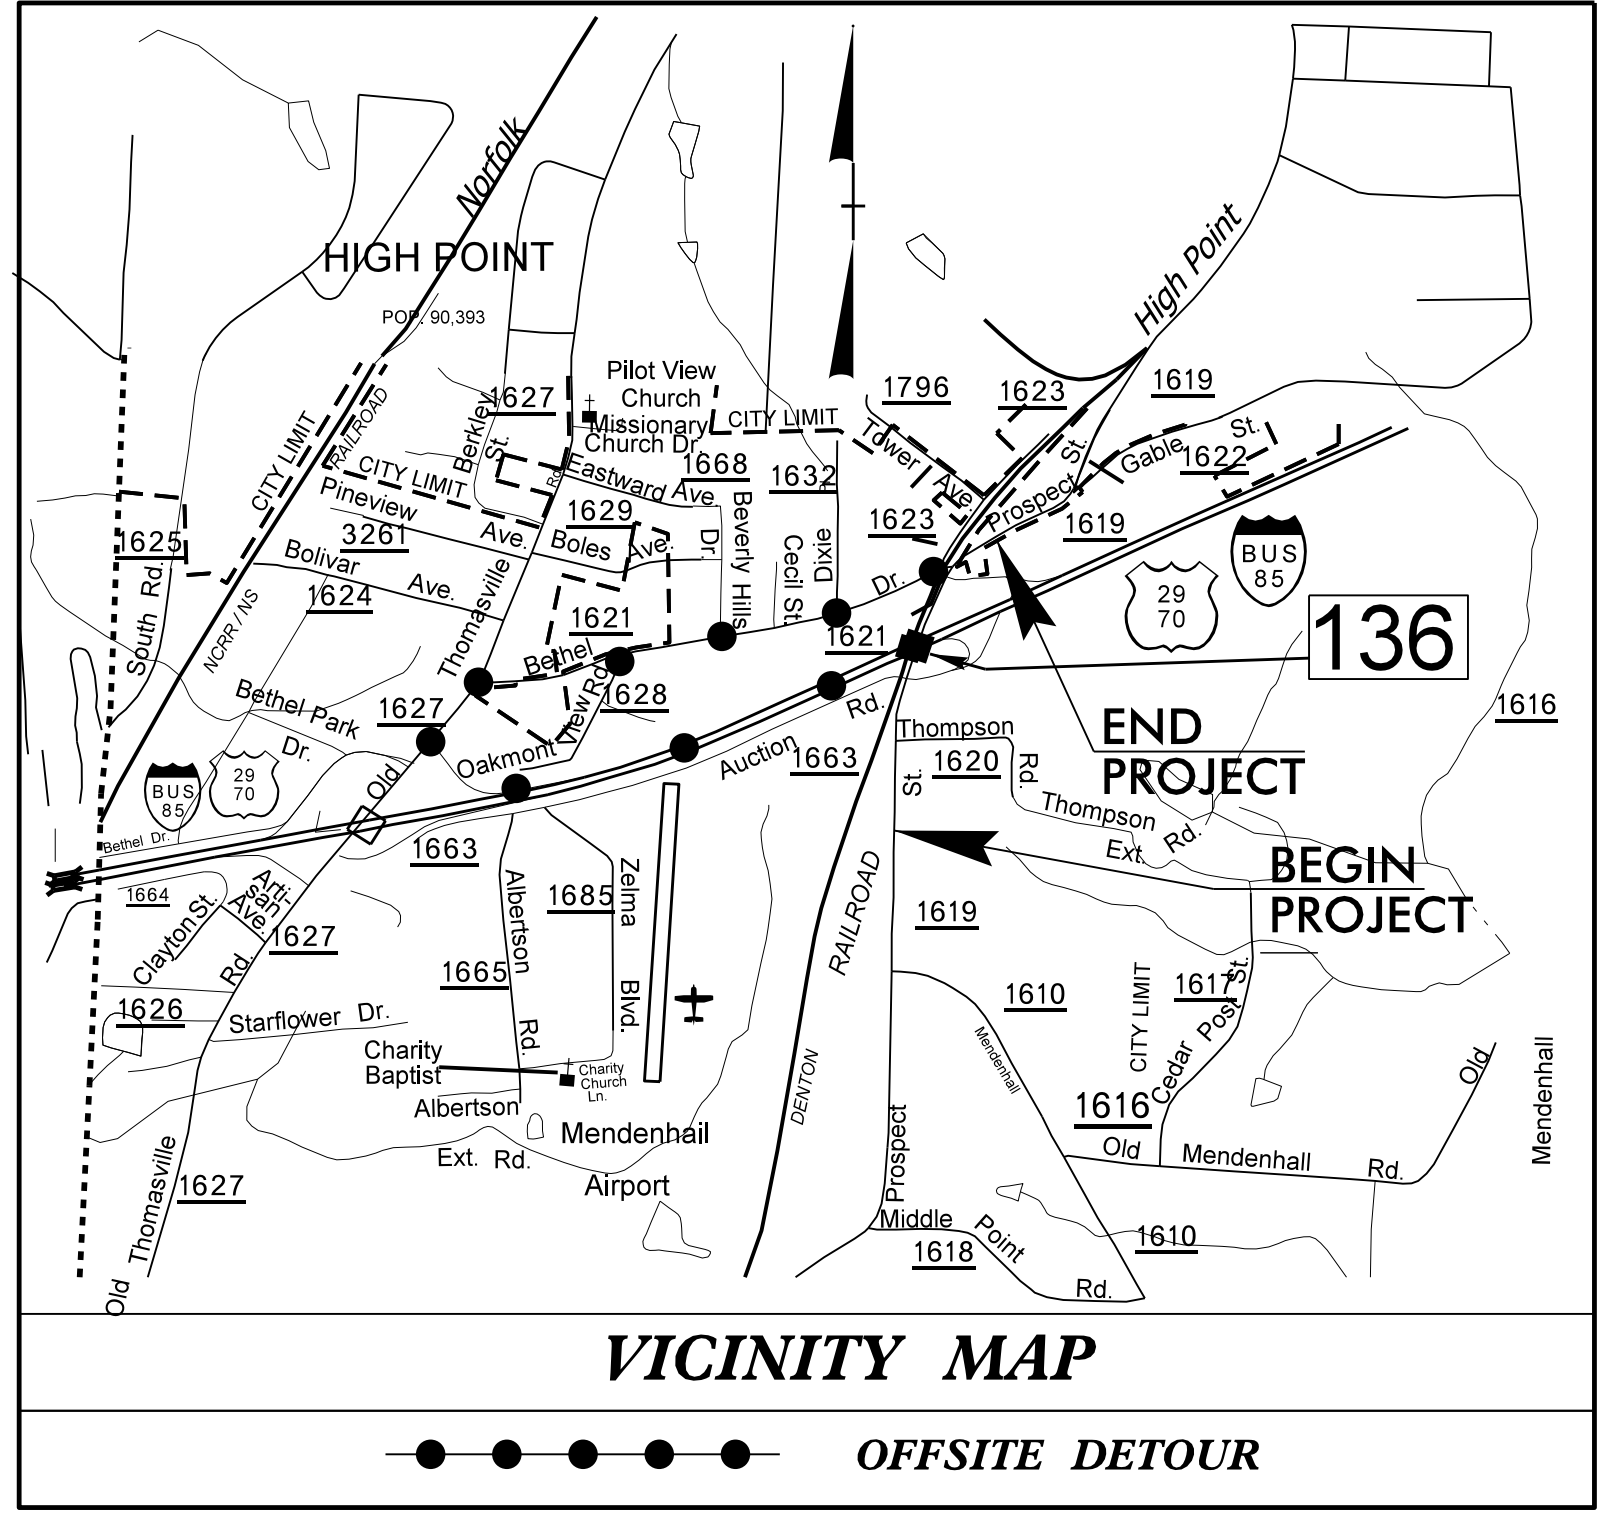 Norfolk
HIGH POINT
POP. 90,393
High Point
Pilot View
Church
Missionary
Church Dr.
1627
Berkley
St.
CITY LIMIT
RAILROAD
CITY LIMIT
CITY LIMIT
1796
1623
1619
Tower
Ave.
Gable
St.
1622
Prospect
St.
1619
1623
Eastward Ave.
Rd.
1668
1632
Pineview
Ave.
3261
1629
Boles Ave.
Dr.
Beverly Hills
Cecil St.
Dixie
Dr.
1625
South Rd.
Bolivar
Ave.
1624
NCRR / NS
Thomasville
1621
Bethel
1621
View Rd.
1628
BUS
85
29
70
136
1616
Bethel Park
Dr.
1627
Oakmont
Old
Auction
Rd.
1663
Thompson
St.
1620
Rd.
Thompson
Ext.
Rd.
END
PROJECT
BEGIN
PROJECT
BUS
85
29
70
Bethel Dr.
1663
1664
Arti-
san
Ave.
Clayton St.
1627
Rd.
Albertson
Rd.
1685
Zelma
Blvd.
RAILROAD
1619
1665
1626
Starflower Dr.
1610
CITY LIMIT
1617
Cedar Post St.
Mendenhall
Charity
Baptist
Charity
Church
Ln.
DENTON
1616
Old
Mendenhall
Albertson
Ext. Rd.
Mendenhail
Airport
Prospect
Old
Mendenhall
Rd.
Old Thomasville
1627
Middle
Point
Rd.
1618
1610
VICINITY MAP
OFFSITE DETOUR